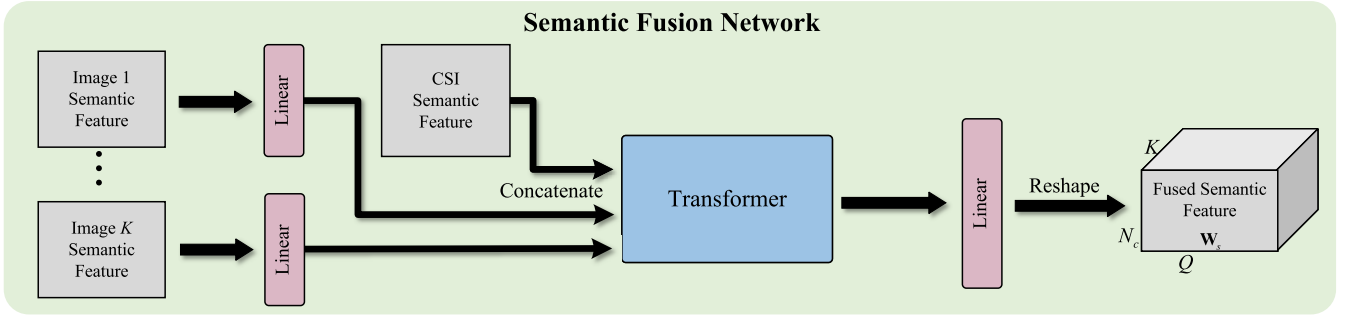 Semantic Fusion Network
Image 1
Semantic
Feature
Linear
CSI
Semantic
Feature
Concatenate
Image K
Semantic
Feature
Linear
Transformer
Linear
Reshape
K
Fused Semantic
Feature
W_s
N_c
Q